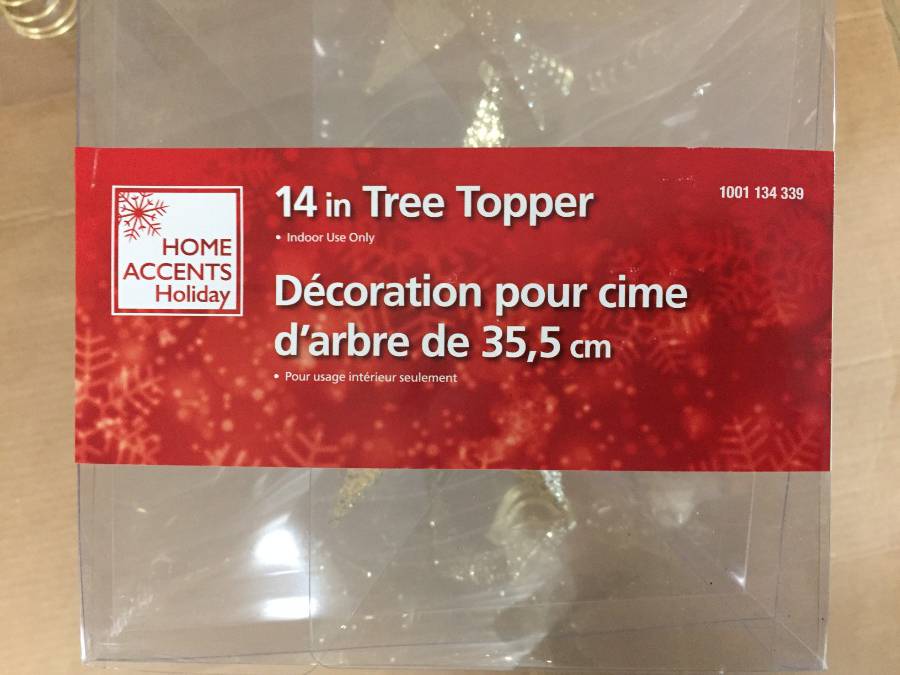 HOME
ACCENTS
Holiday
14 in Tree Topper
• Indoor Use Only
1001 134 339
Décoration pour cime
d'arbre de 35,5 cm
• Pour usage intérieur seulement